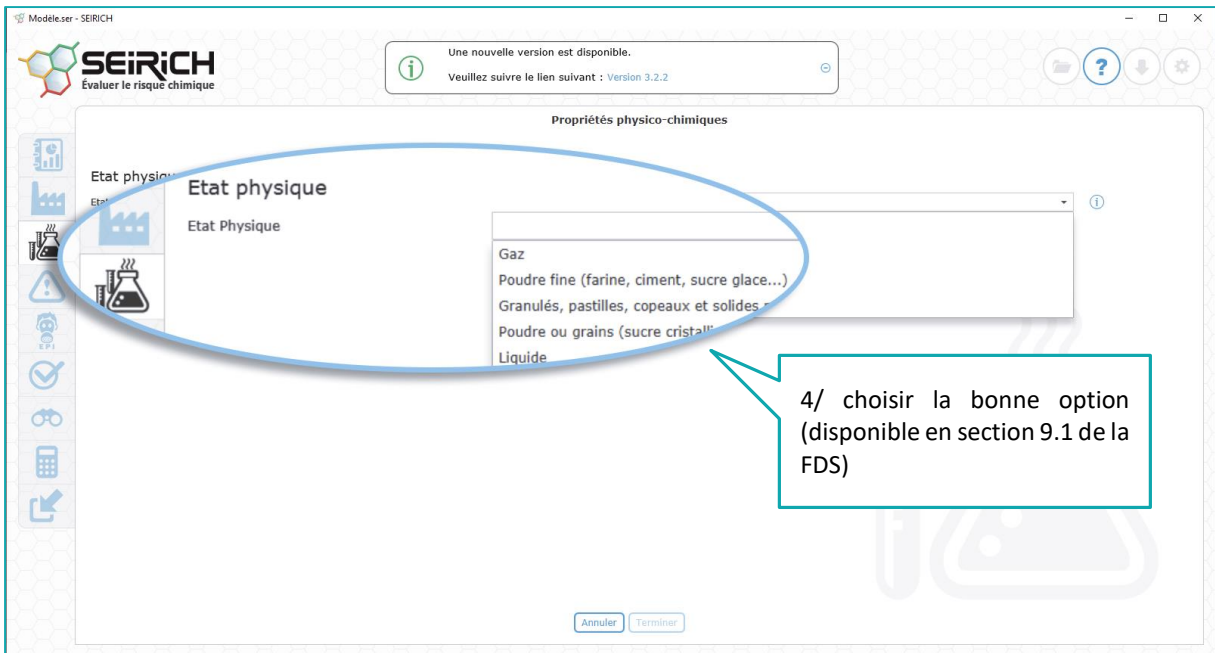 Modèle.ser - SEIRICH
SEiRiCH
Évaluer le risque chimique
Une nouvelle version est disponible.
Veuillez suivre le lien suivant : Version 3.2.2
Propriétés physico-chimiques
Etat physique
Etat physique
Etat Physique
Gaz
Poudre fine (farine, ciment, sucre glace...)
Granulés, pastilles, copeaux et solides
Poudre ou grains (sucre cristalli
Liquide
EPI
4/ choisir la bonne option
(disponible en section 9.1 de la
FDS)
Annuler Terminer